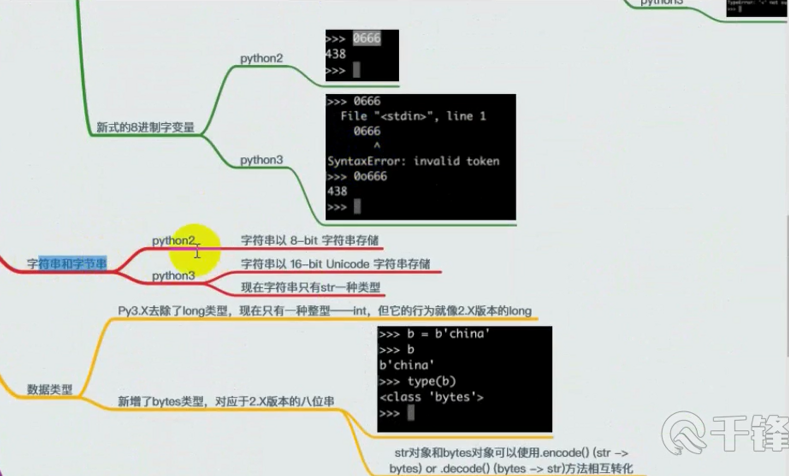 python3
新式的8进制字变量
python2
>>> 0666
438
>>>
python3
>>> 0666
File "<stdin>", line 1
0666
^
SyntaxError: invalid token
>>> 0o666
438
>>>
字符串和字节串
python2
字符串以 8-bit 字符串存储
python3
字符串以 16-bit Unicode 字符串存储
现在字符串只有str一种类型
数据类型
Py3.X去除了long类型，现在只有一种整型——int，但它的行为就像2.X版本的long
新增了bytes类型，对应于2.X版本的八位串
>>> b = b'china'
>>> b
b'china'
>>> type(b)
<class 'bytes'>
>>>
str对象和bytes对象可以使用.encode() (str ->
bytes) or .decode() (bytes -> str)方法相互转化
千锋